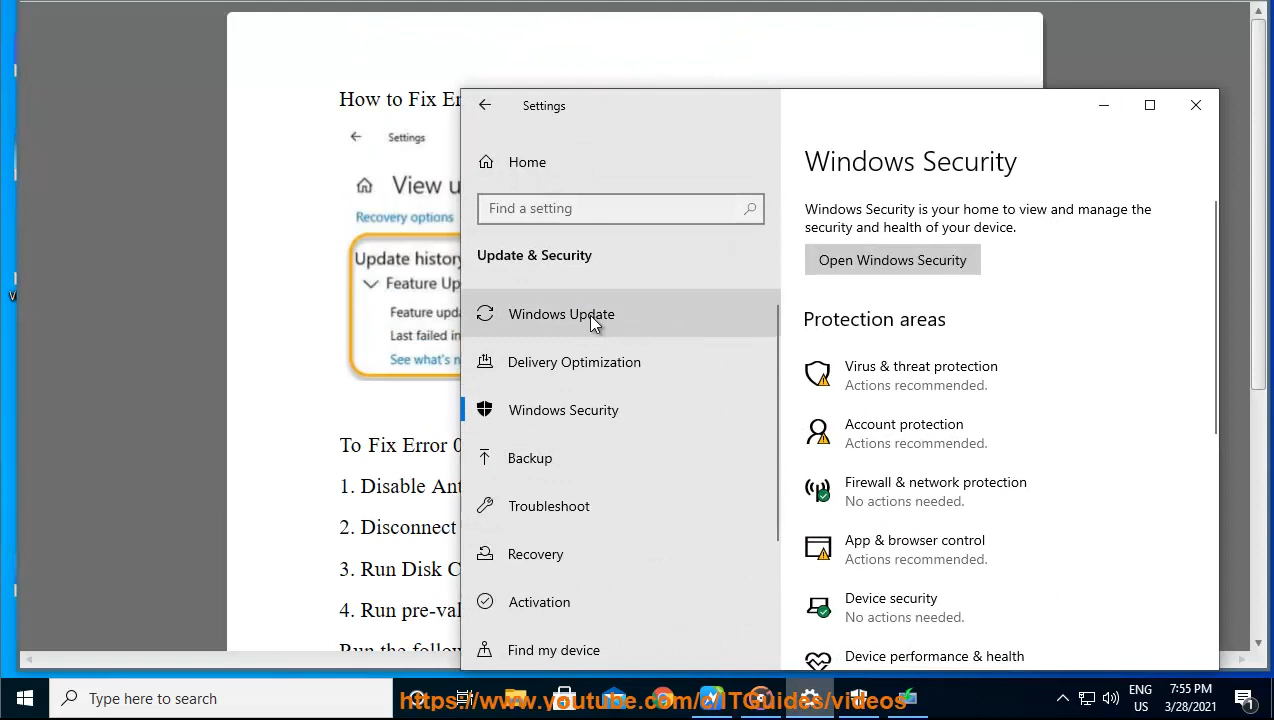 How to Fix Er
Settings
View u
Recovery options
Update history
Feature Up
Feature upda
Last failed in
See what's n
To Fix Error 0
1. Disable Ant
2. Disconnect
3. Run Disk C
4. Run pre-val
Run the follow
Settings
Home
Find a setting
Update & Security
Windows Update
Delivery Optimization
Windows Security
Backup
Troubleshoot
Recovery
Activation
Find my device
Windows Security
Windows Security is your home to view and manage the
security and health of your device.
Open Windows Security
Protection areas
Virus & threat protection
Actions recommended.
Account protection
Actions recommended.
Firewall & network protection
No actions needed.
App & browser control
Actions recommended.
Device security
No actions needed.
Device performance & health
Type here to search
https://www.youtube.com/c/ITGuides/videos
ENG
US
7:55 PM
3/28/2021
1